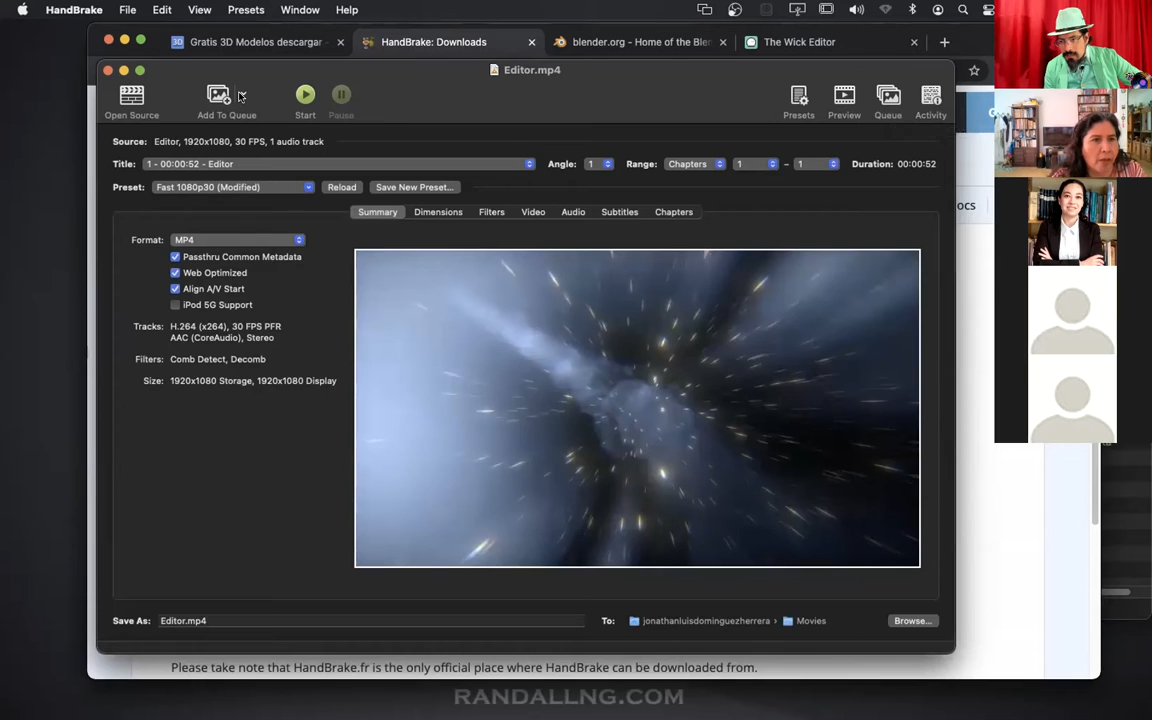 HandBrake File Edit View Presets Window Help
Gratis 3D Modelos descargar
HandBrake: Downloads
blender.org - Home of the Ble
The Wick Editor
Editor.mp4
Open Source
Add To Queue
Start
Pause
Presets
Preview
Queue
Activity
Source: Editor, 1920x1080, 30 FPS, 1 audio track
Title: 1 - 00:00:52 - Editor
Angle: 1
Range: Chapters 1 – 1
Duration: 00:00:52
Preset: Fast 1080p30 (Modified)
Reload
Save New Preset...
Summary Dimensions Filters Video Audio Subtitles Chapters
Format: MP4
Passthru Common Metadata
Web Optimized
Align A/V Start
iPod 5G Support
Tracks: H.264 (x264), 30 FPS PFR
AAC (CoreAudio), Stereo
Filters: Comb Detect, Decomb
Size: 1920x1080 Storage, 1920x1080 Display
Save As: Editor.mp4
To: jonathanluisdominguezherrera › Movies
Browse...
ocs
Please take note that HandBrake.fr is the only official place where HandBrake can be downloaded from.
RANDALLNG.COM